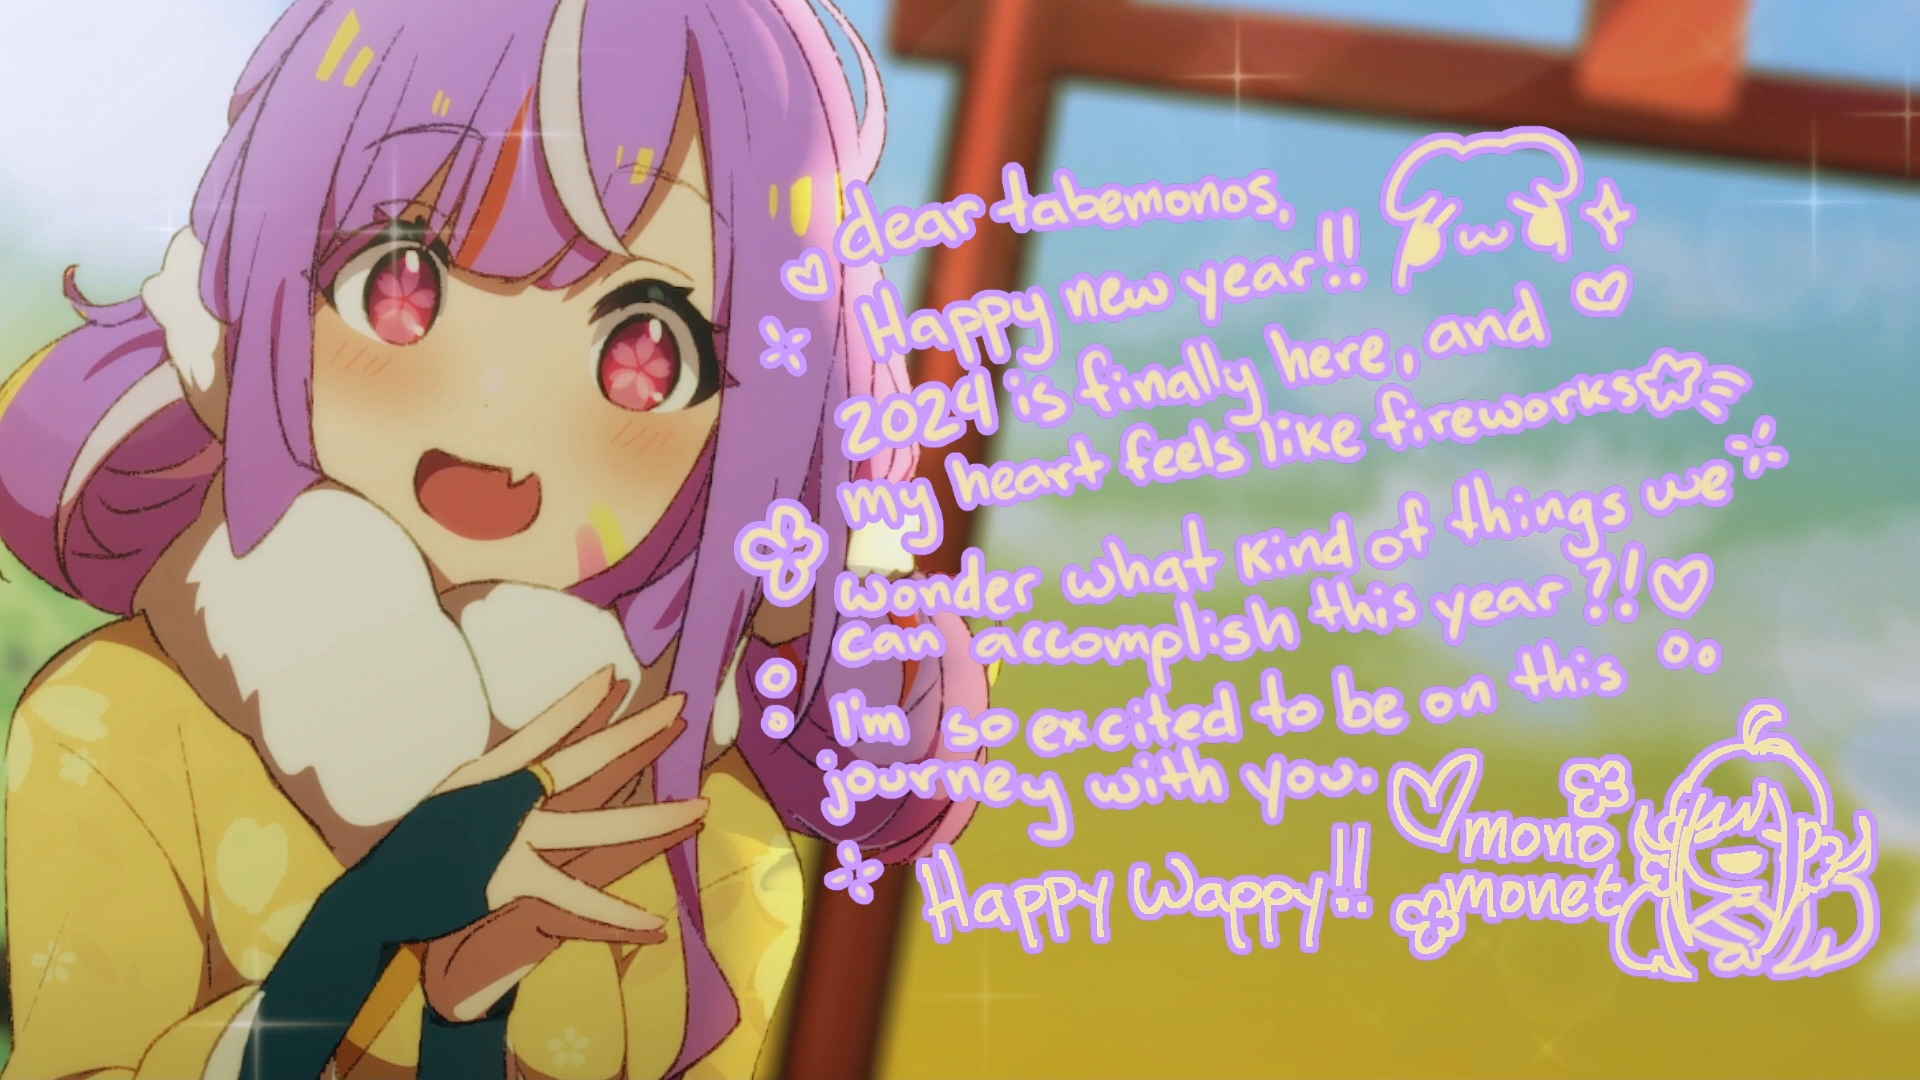 dear tabemonos,
Happy new year!!
2024 is finally here, and
my heart feels like fireworks
wonder what kind of things we
can accomplish this year?!
I'm so excited to be on this
journey with you.
Happy Wappy!!
mono
monet